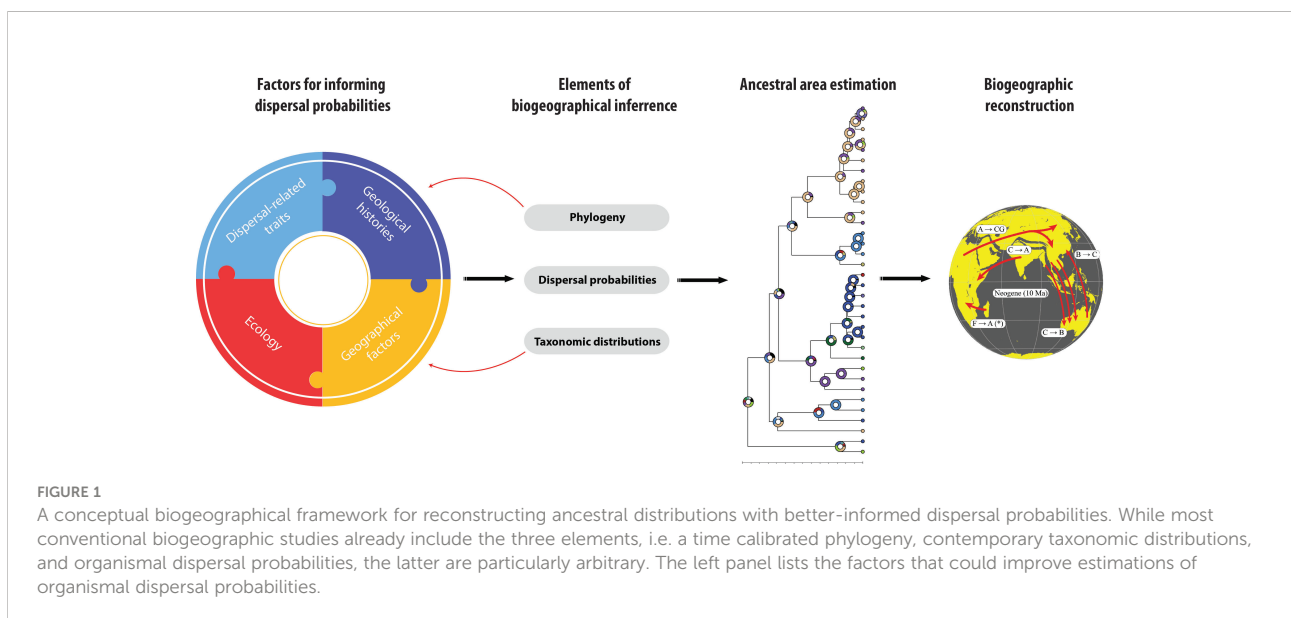 Factors for informing
dispersal probabilities
Elements of
biogeographical inferrence
Ancestral area estimation
Biogeographic
reconstruction
Dispersal-related
traits
Geological
histories
Ecology
Geographical
factors
Phylogeny
Dispersal probabilities
Taxonomic distributions
A → CG
C → A
B → C
Neogene (10 Ma)
F → A (*)
C → B
FIGURE 1
A conceptual biogeographical framework for reconstructing ancestral distributions with better-informed dispersal probabilities. While most
conventional biogeographic studies already include the three elements, i.e. a time calibrated phylogeny, contemporary taxonomic distributions,
and organismal dispersal probabilities, the latter are particularly arbitrary. The left panel lists the factors that could improve estimations of
organismal dispersal probabilities.